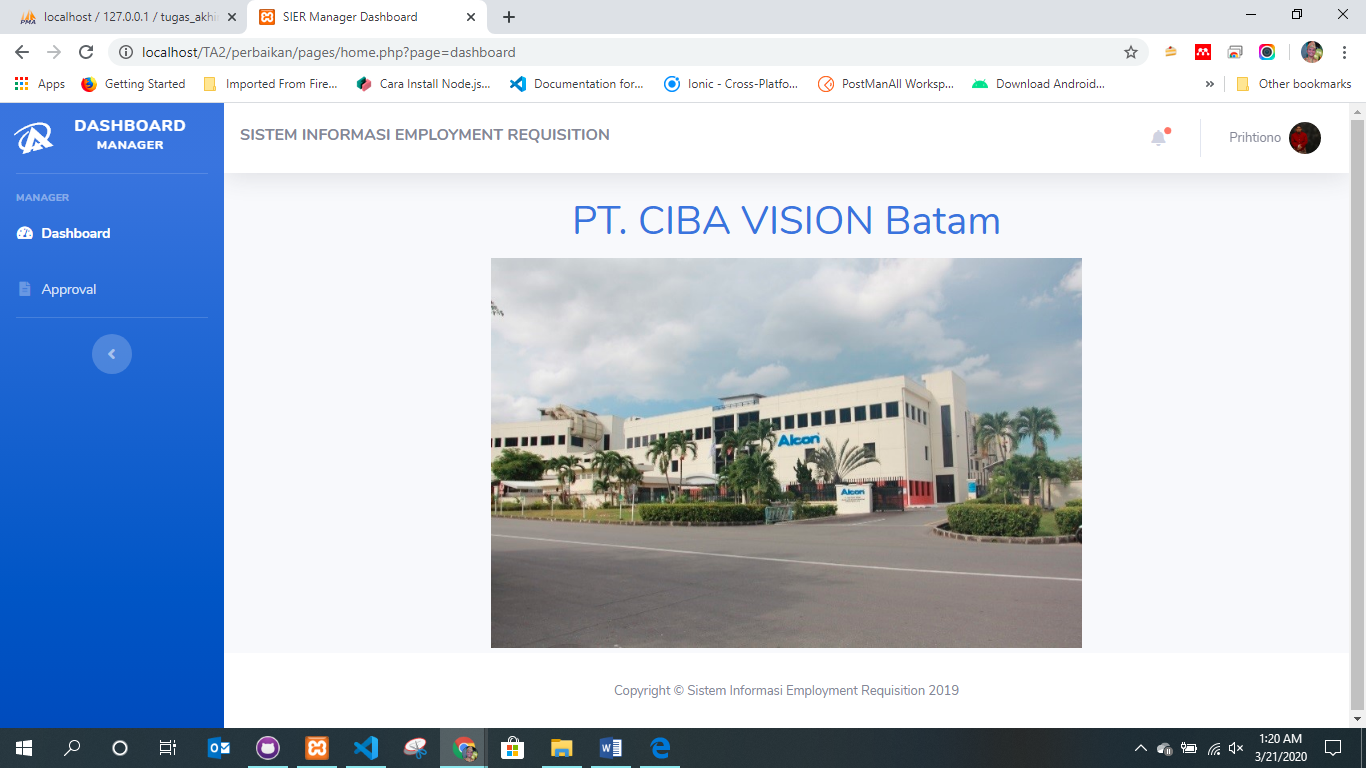 localhost / 127.0.0.1 / tugas_akhi
SIER Manager Dashboard
localhost/TA2/perbaikan/pages/home.php?page=dashboard
Apps
Getting Started
Imported From Fire...
Cara Install Node.js...
Documentation for...
Ionic - Cross-Platfo...
PostManAll Worksp...
Download Android...
»
Other bookmarks
DASHBOARD
MANAGER
SISTEM INFORMASI EMPLOYMENT REQUISITION
Prihtiono
MANAGER
Dashboard
Approval
PT. CIBA VISION Batam
Alcon
Alcon
Copyright © Sistem Informasi Employment Requisition 2019
1:20 AM
3/21/2020